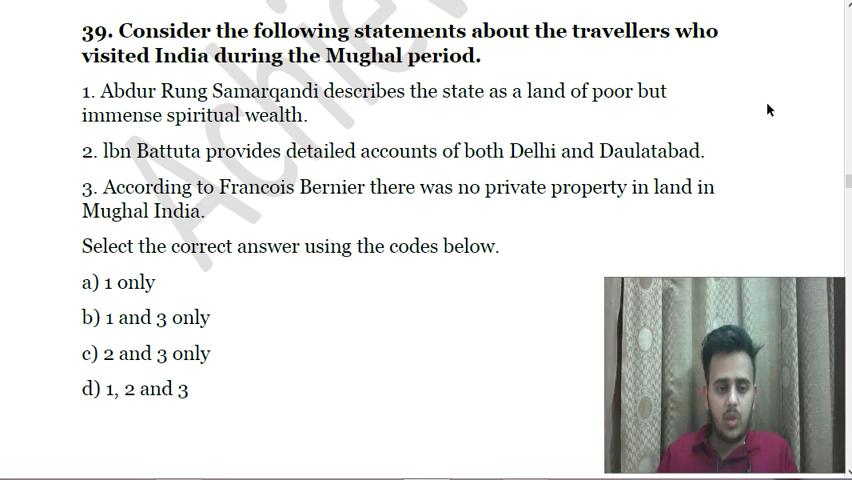 39. Consider the following statements about the travellers who
visited India during the Mughal period.
1. Abdur Rung Samarqandi describes the state as a land of poor but
immense spiritual wealth.
2. lbn Battuta provides detailed accounts of both Delhi and Daulatabad.
3. According to Francois Bernier there was no private property in land in
Mughal India.
Select the correct answer using the codes below.
a) 1 only
b) 1 and 3 only
c) 2 and 3 only
d) 1, 2 and 3